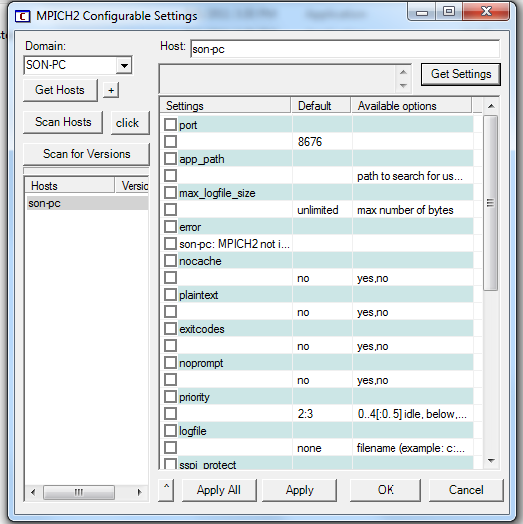 C MPICH2 Configurable Settings
Domain:
SON-PC
Get Hosts
+
Scan Hosts
click
Scan for Versions
Hosts Versio
son-pc
Host: son-pc
Get Settings
Settings Default Available options
port
8676
app_path
path to search for us...
max_logfile_size
unlimited max number of bytes
error
son-pc: MPICH2 not i...
nocache
no yes,no
plaintext
no yes,no
exitcodes
no yes,no
noprompt
no yes,no
priority
2:3 0..4[:0..5] idle, below,...
logfile
none filename (example: c:...
sspi_protect
^
Apply All
Apply
OK
Cancel